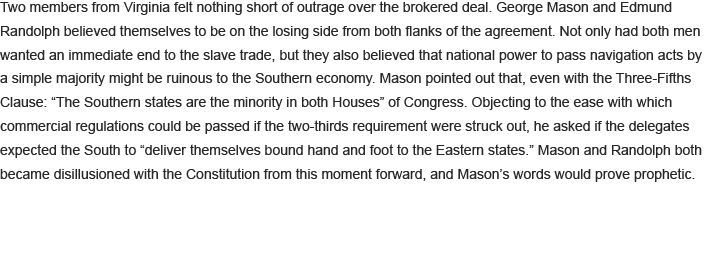 Two members from Virginia felt nothing short of outrage over the brokered deal. George Mason and Edmund
Randolph believed themselves to be on the losing side from both flanks of the agreement. Not only had both men
wanted an immediate end to the slave trade, but they also believed that national power to pass navigation acts by
a simple majority might be ruinous to the Southern economy. Mason pointed out that, even with the Three-Fifths
Clause: “The Southern states are the minority in both Houses” of Congress. Objecting to the ease with which
commercial regulations could be passed if the two-thirds requirement were struck out, he asked if the delegates
expected the South to “deliver themselves bound hand and foot to the Eastern states.” Mason and Randolph both
became disillusioned with the Constitution from this moment forward, and Mason’s words would prove prophetic.